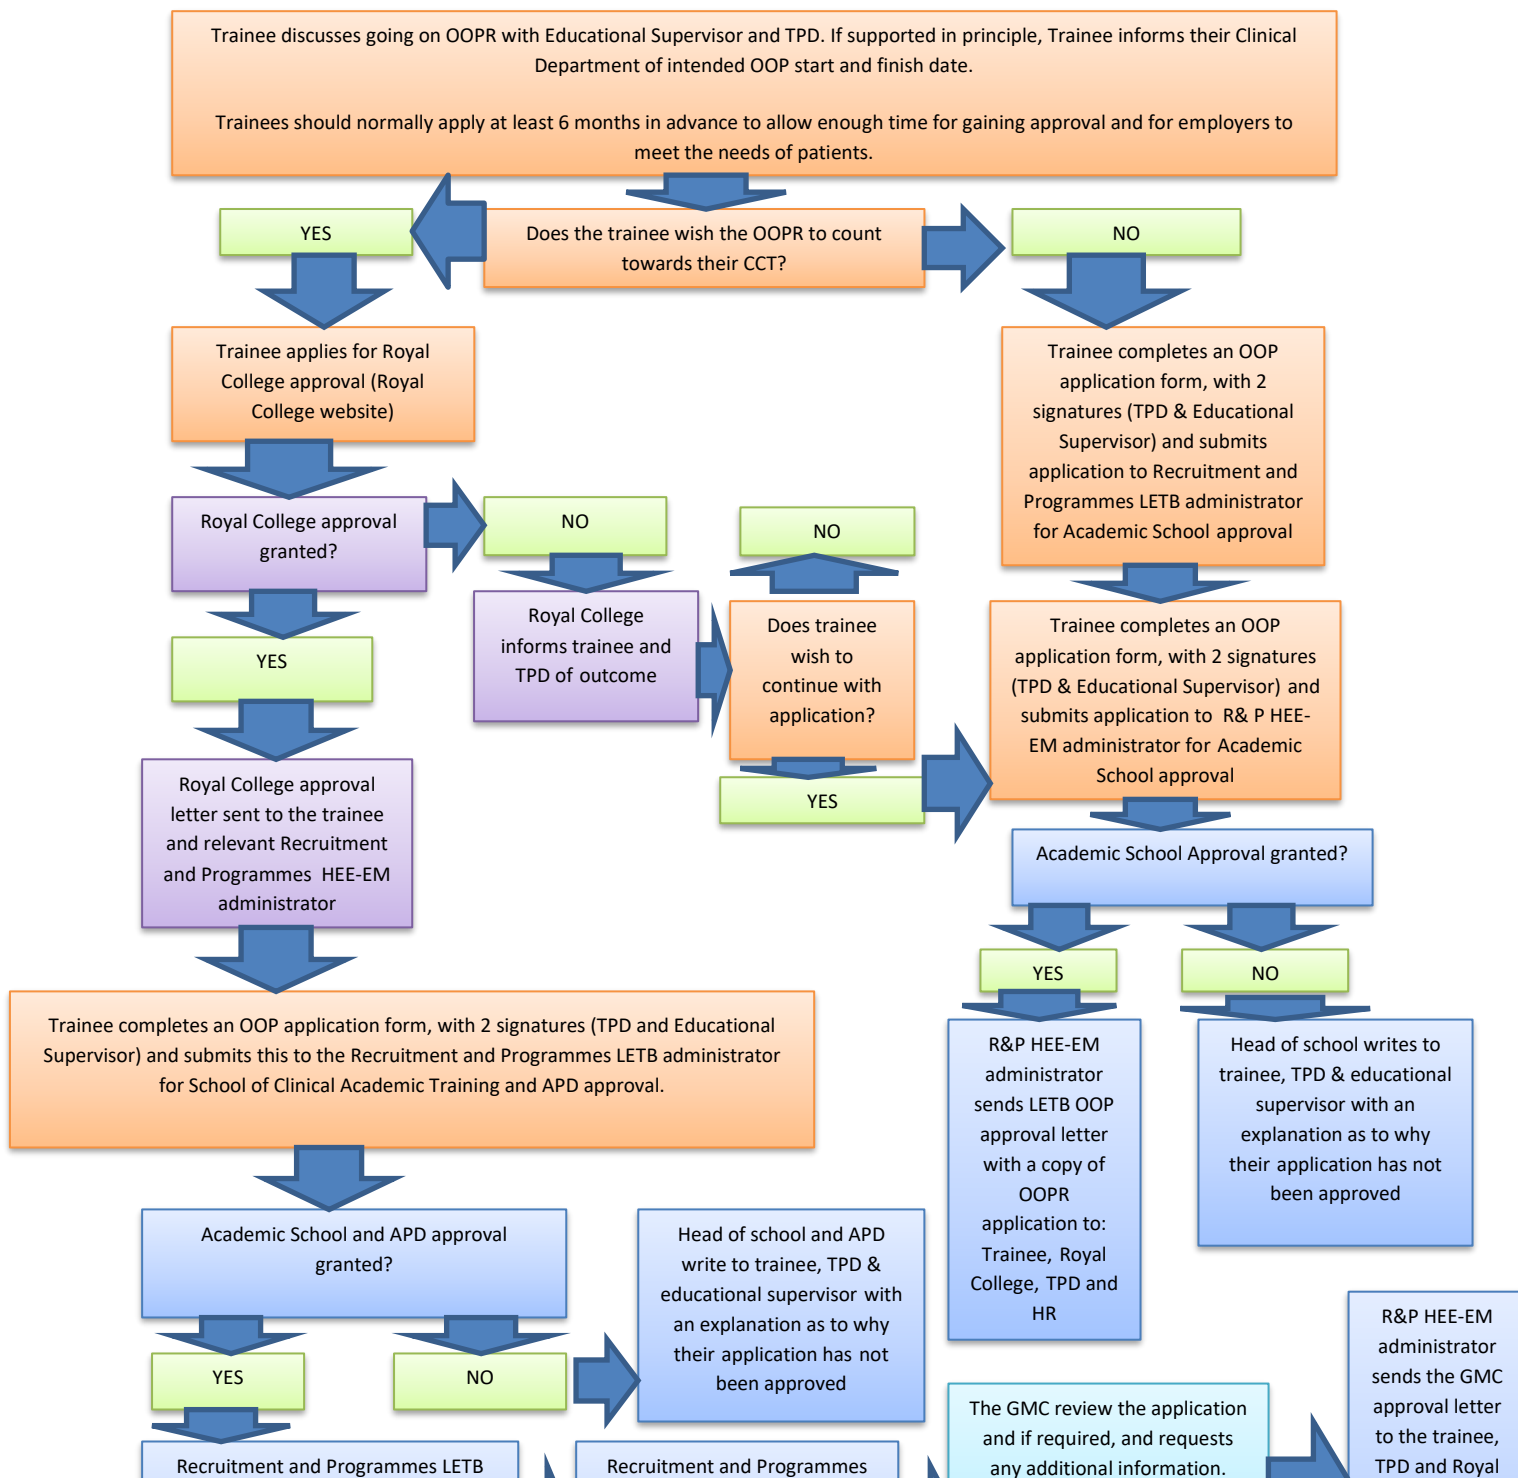 Trainee discusses going on OOPR with Educational Supervisor and TPD. If supported in principle, Trainee informs their Clinical
Department of intended OOP start and finish date.
Trainees should normally apply at least 6 months in advance to allow enough time for gaining approval and for employers to
meet the needs of patients.
YES
Does the trainee wish the OOPR to count
towards their CCT?
NO
Trainee applies for Royal
College approval (Royal
College website)
Trainee completes an OOP
application form, with 2
signatures (TPD & Educational
Supervisor) and submits
application to Recruitment and
Programmes LETB administrator
for Academic School approval
Royal College approval
granted?
NO
NO
Royal College
informs trainee and
TPD of outcome
Does trainee
wish to
continue with
application?
YES
Trainee completes an OOP
application form, with 2 signatures
(TPD & Educational Supervisor) and
submits application to R& P HEE-
EM administrator for Academic
School approval
YES
Royal College approval
letter sent to the trainee
and relevant Recruitment
and Programmes HEE-EM
administrator
Academic School Approval granted?
YES
NO
Trainee completes an OOP application form, with 2 signatures (TPD and Educational
Supervisor) and submits this to the Recruitment and Programmes LETB administrator
for School of Clinical Academic Training and APD approval.
R&P HEE-EM
administrator
sends LETB OOP
approval letter
with a copy of
OOPR
application to:
Trainee, Royal
College, TPD and
HR
Head of school writes to
trainee, TPD & educational
supervisor with an
explanation as to why
their application has not
been approved
Academic School and APD approval
granted?
Head of school and APD
write to trainee, TPD &
educational supervisor with
an explanation as to why
their application has not
been approved
YES
NO
R&P HEE-EM
administrator
sends the GMC
approval letter
to the trainee,
TPD and Royal
The GMC review the application
and if required, and requests
any additional information.
Recruitment and Programmes LETB
Recruitment and Programmes